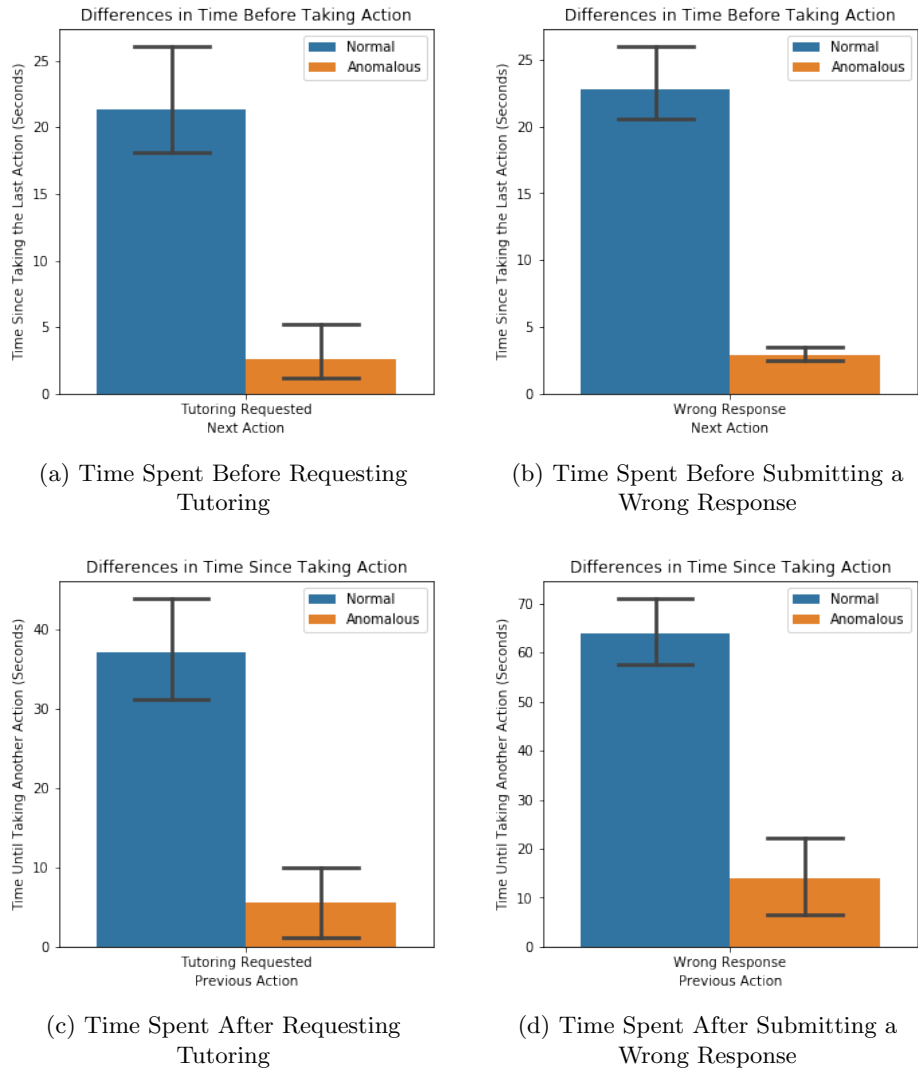 Differences in Time Before Taking Action
Normal
Anomalous
Time Since Taking the Last Action (Seconds)
25
20
15
10
5
0
Tutoring Requested
Next Action
(a) Time Spent Before Requesting
Tutoring
Differences in Time Before Taking Action
Normal
Anomalous
Time Since Taking the Last Action (Seconds)
25
20
15
10
5
0
Wrong Response
Next Action
(b) Time Spent Before Submitting a
Wrong Response
Differences in Time Since Taking Action
Normal
Anomalous
Time Until Taking Another Action (Seconds)
40
30
20
10
0
Tutoring Requested
Previous Action
(c) Time Spent After Requesting
Tutoring
Differences in Time Since Taking Action
Normal
Anomalous
Time Until Taking Another Action (Seconds)
70
60
50
40
30
20
10
0
Wrong Response
Previous Action
(d) Time Spent After Submitting a
Wrong Response